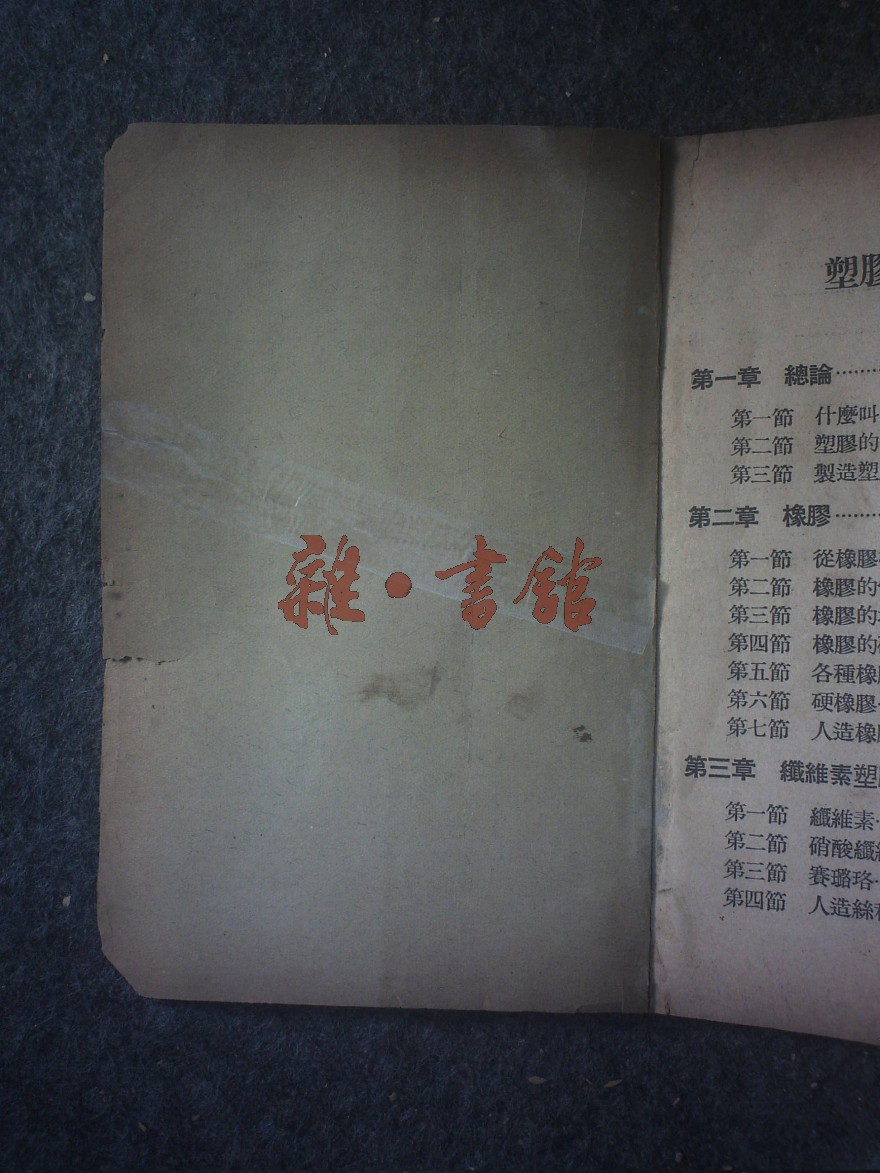 雜·書館
塑膠
第一章 總論………
第一節 什麼叫
第二節 塑膠的
第三節 製造塑
第二章 橡膠………
第一節 從橡膠
第二節 橡膠的
第三節 橡膠的
第四節 橡膠的
第五節 各種橡膠
第六節 硬橡膠
第七節 人造橡膠
第三章 纖維素塑膠
第一節 纖維素
第二節 硝酸纖
第三節 賽璐珞
第四節 人造絲